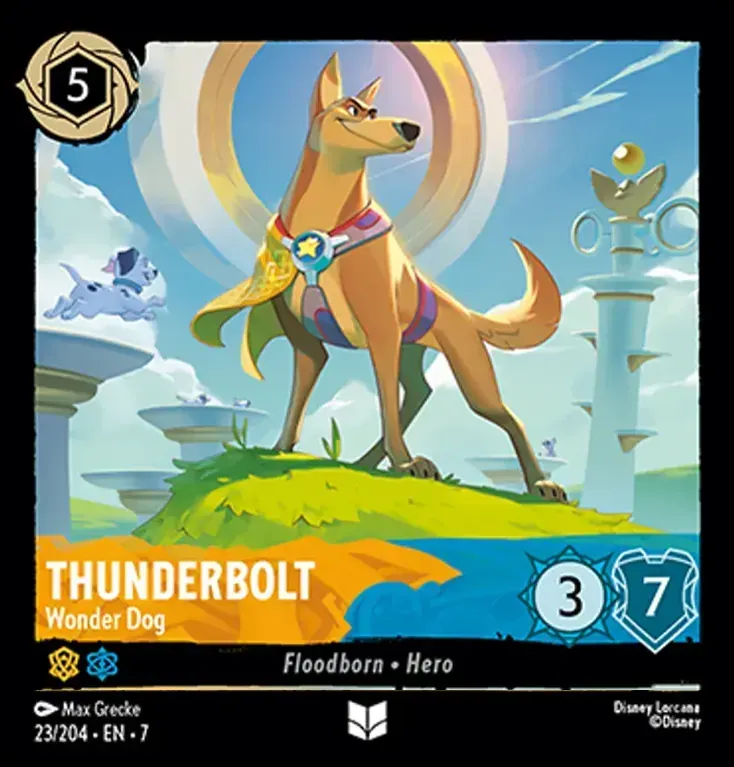 5
THUNDERBOLT
Wonder Dog
3
7
Floodborn • Hero
Max Grecke
Disney Lorcana
23/204 • EN • 7
©Disney